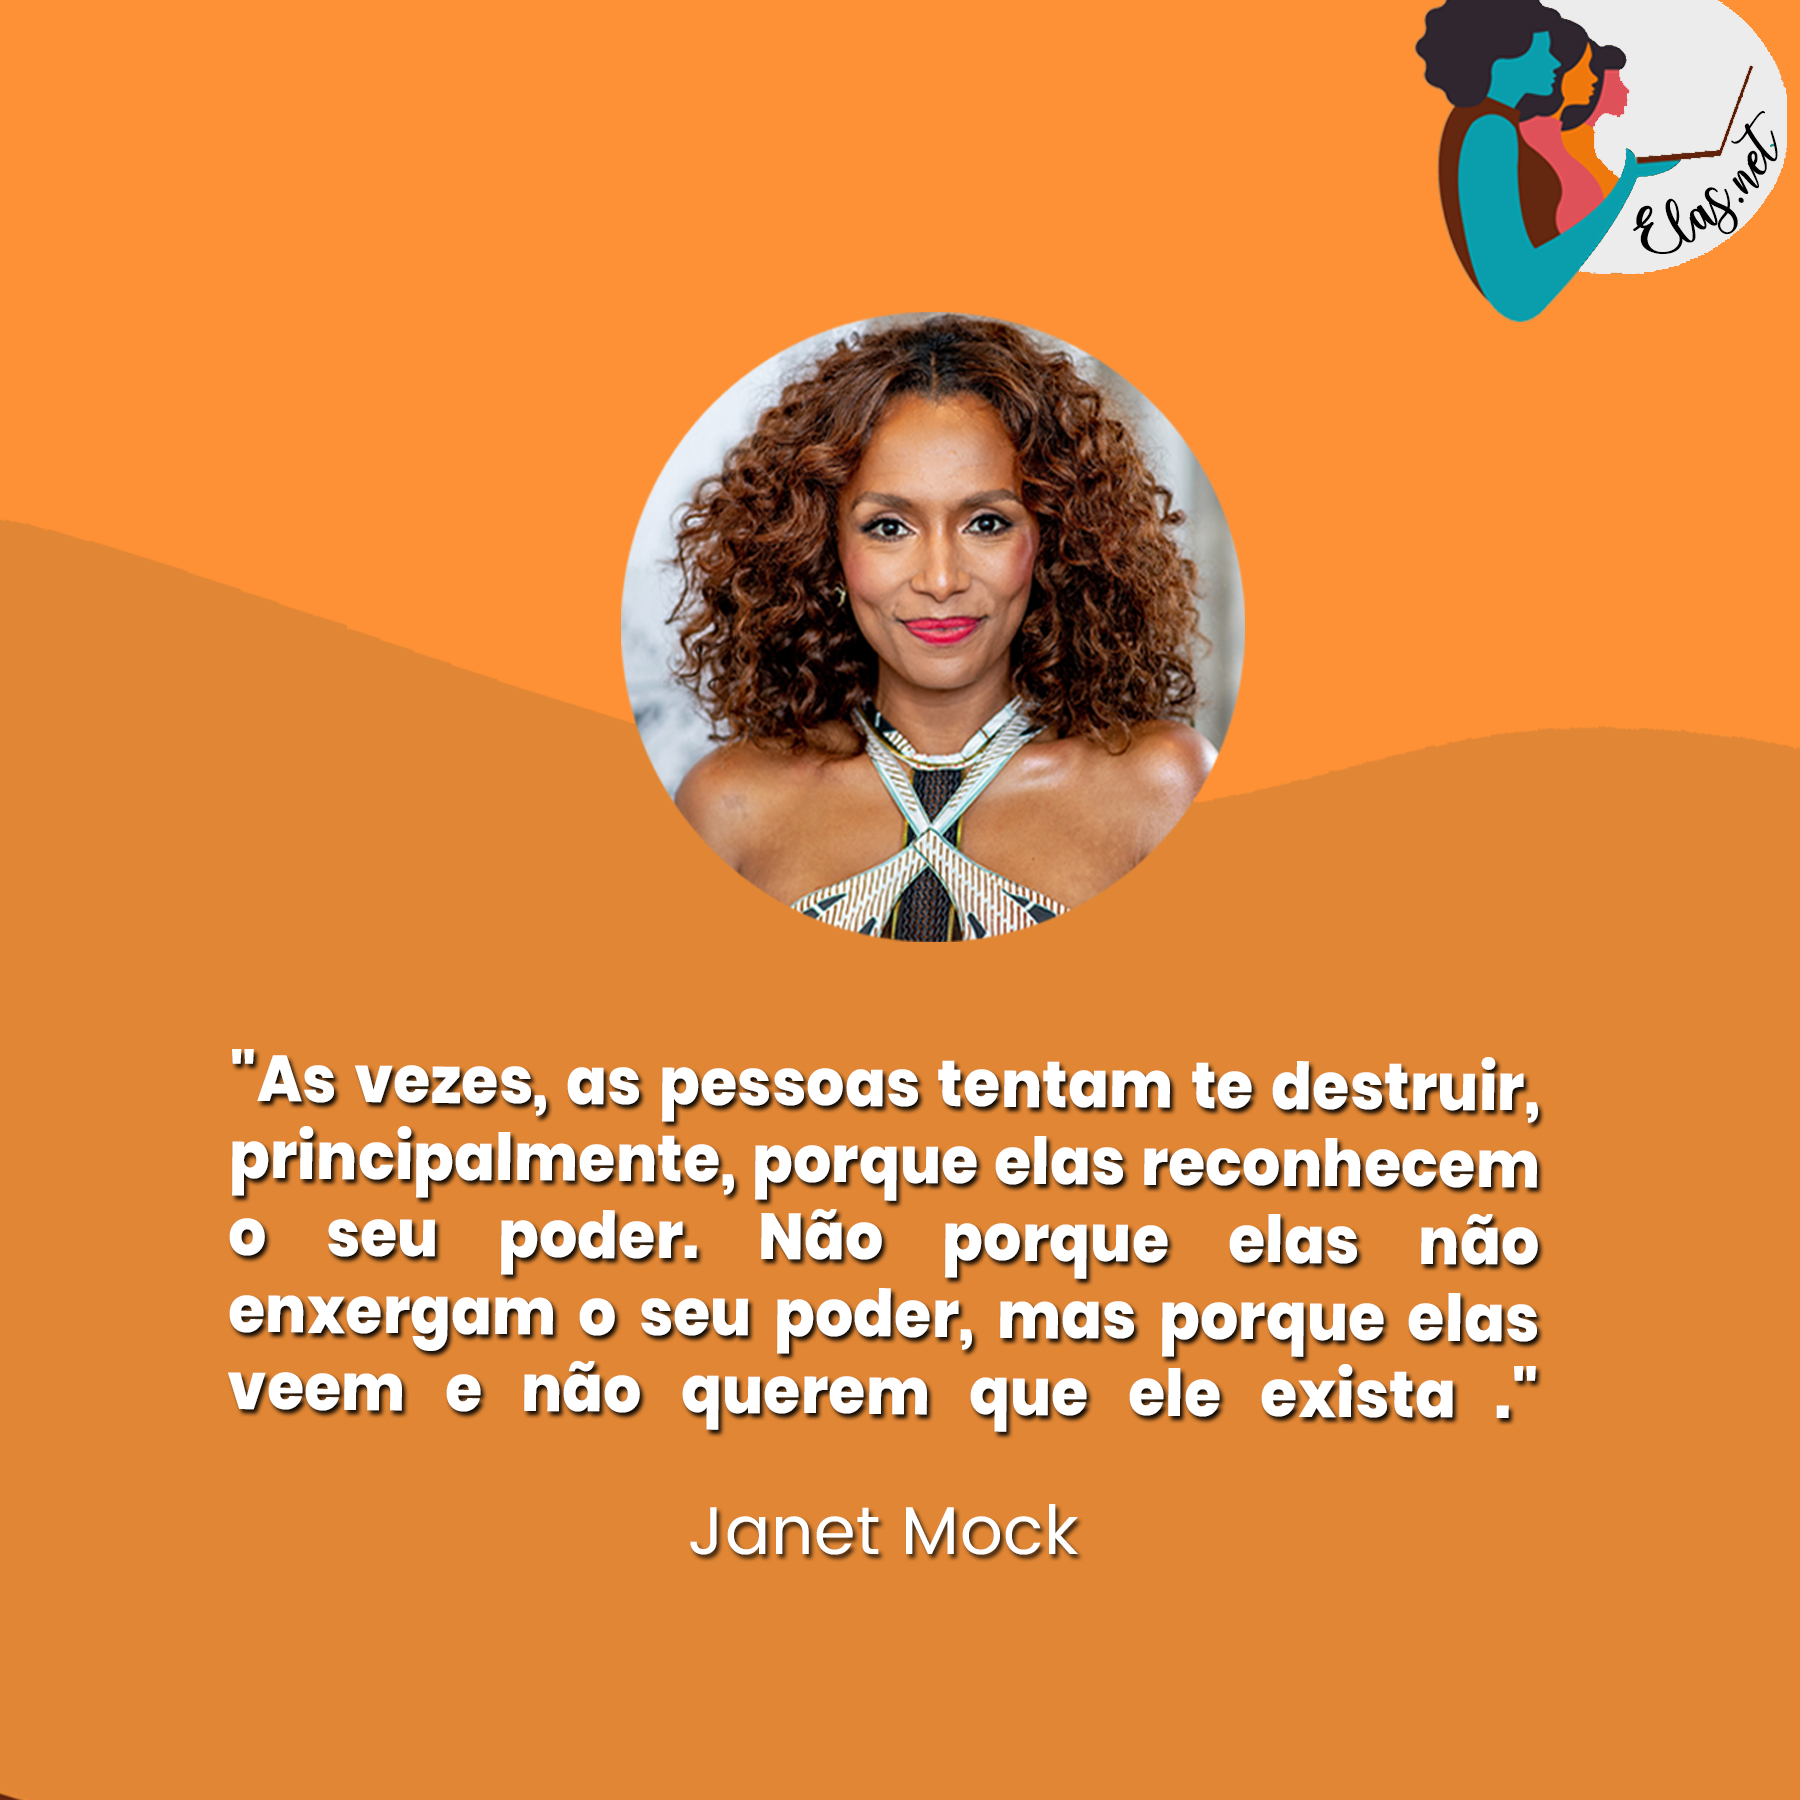 Elas.net
"As vezes, as pessoas tentam te destruir,
principalmente, porque elas reconhecem
o seu poder. Não porque elas não
enxergam o seu poder, mas porque elas
veem e não querem que ele exista ."
Janet Mock